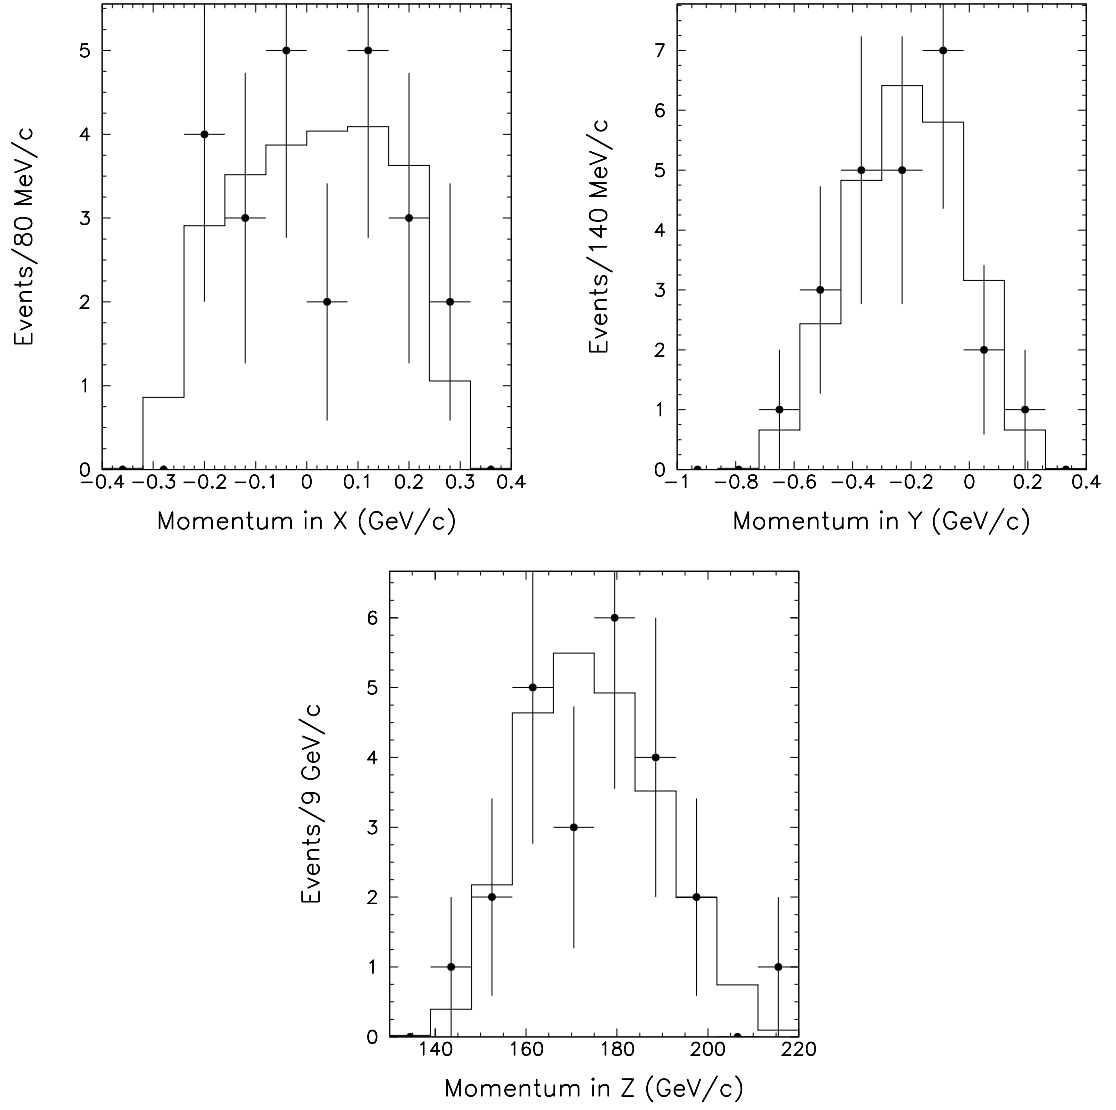 Events/80 MeV/c
5
4
3
2
1
0
−0.4 −0.3 −0.2 −0.1 0 0.1 0.2 0.3 0.4
Momentum in X (GeV/c)
Events/140 MeV/c
7
6
5
4
3
2
1
0
−1 −0.8 −0.6 −0.4 −0.2 0 0.2 0.4
Momentum in Y (GeV/c)
Events/9 GeV/c
6
5
4
3
2
1
0
140 160 180 200 220
Momentum in Z (GeV/c)